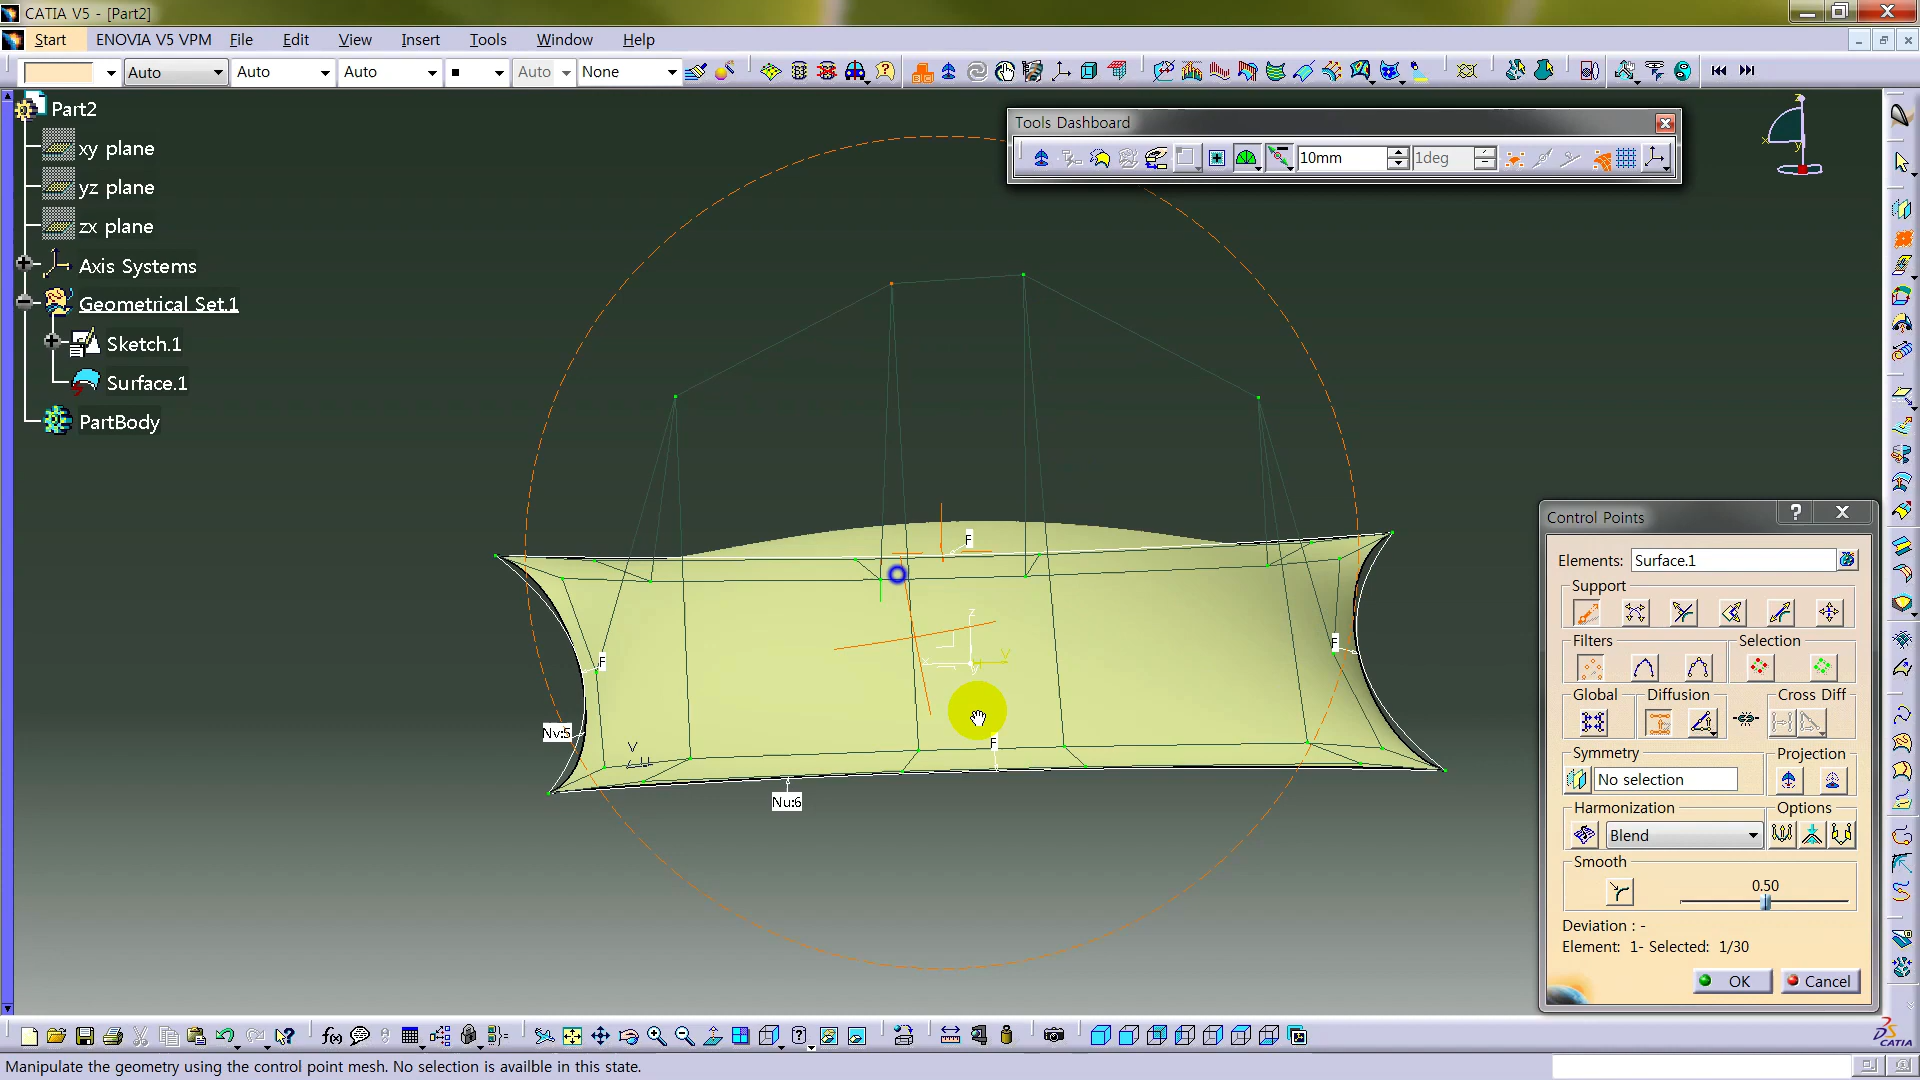 CATIA V5 - [Part2]
Start ENOVIA V5 VPM File Edit View Insert Tools Window Help
Auto Auto Auto Auto None
Part2
xy plane
yz plane
zx plane
Axis Systems
Geometrical Set.1
Sketch.1
Surface.1
PartBody
Tools Dashboard
10mm 1deg
z
x
y
F
F
F
F
Nv:5
Nu:6
V
U
z
x
y
V
Control Points
Elements: Surface.1
Support
Filters Selection
Global Diffusion Cross Diff
Symmetry Projection
No selection
Harmonization Options
Blend
Smooth
0.50
Deviation : -
Element: 1- Selected: 1/30
OK Cancel
CATIA
Manipulate the geometry using the control point mesh. No selection is availble in this state.